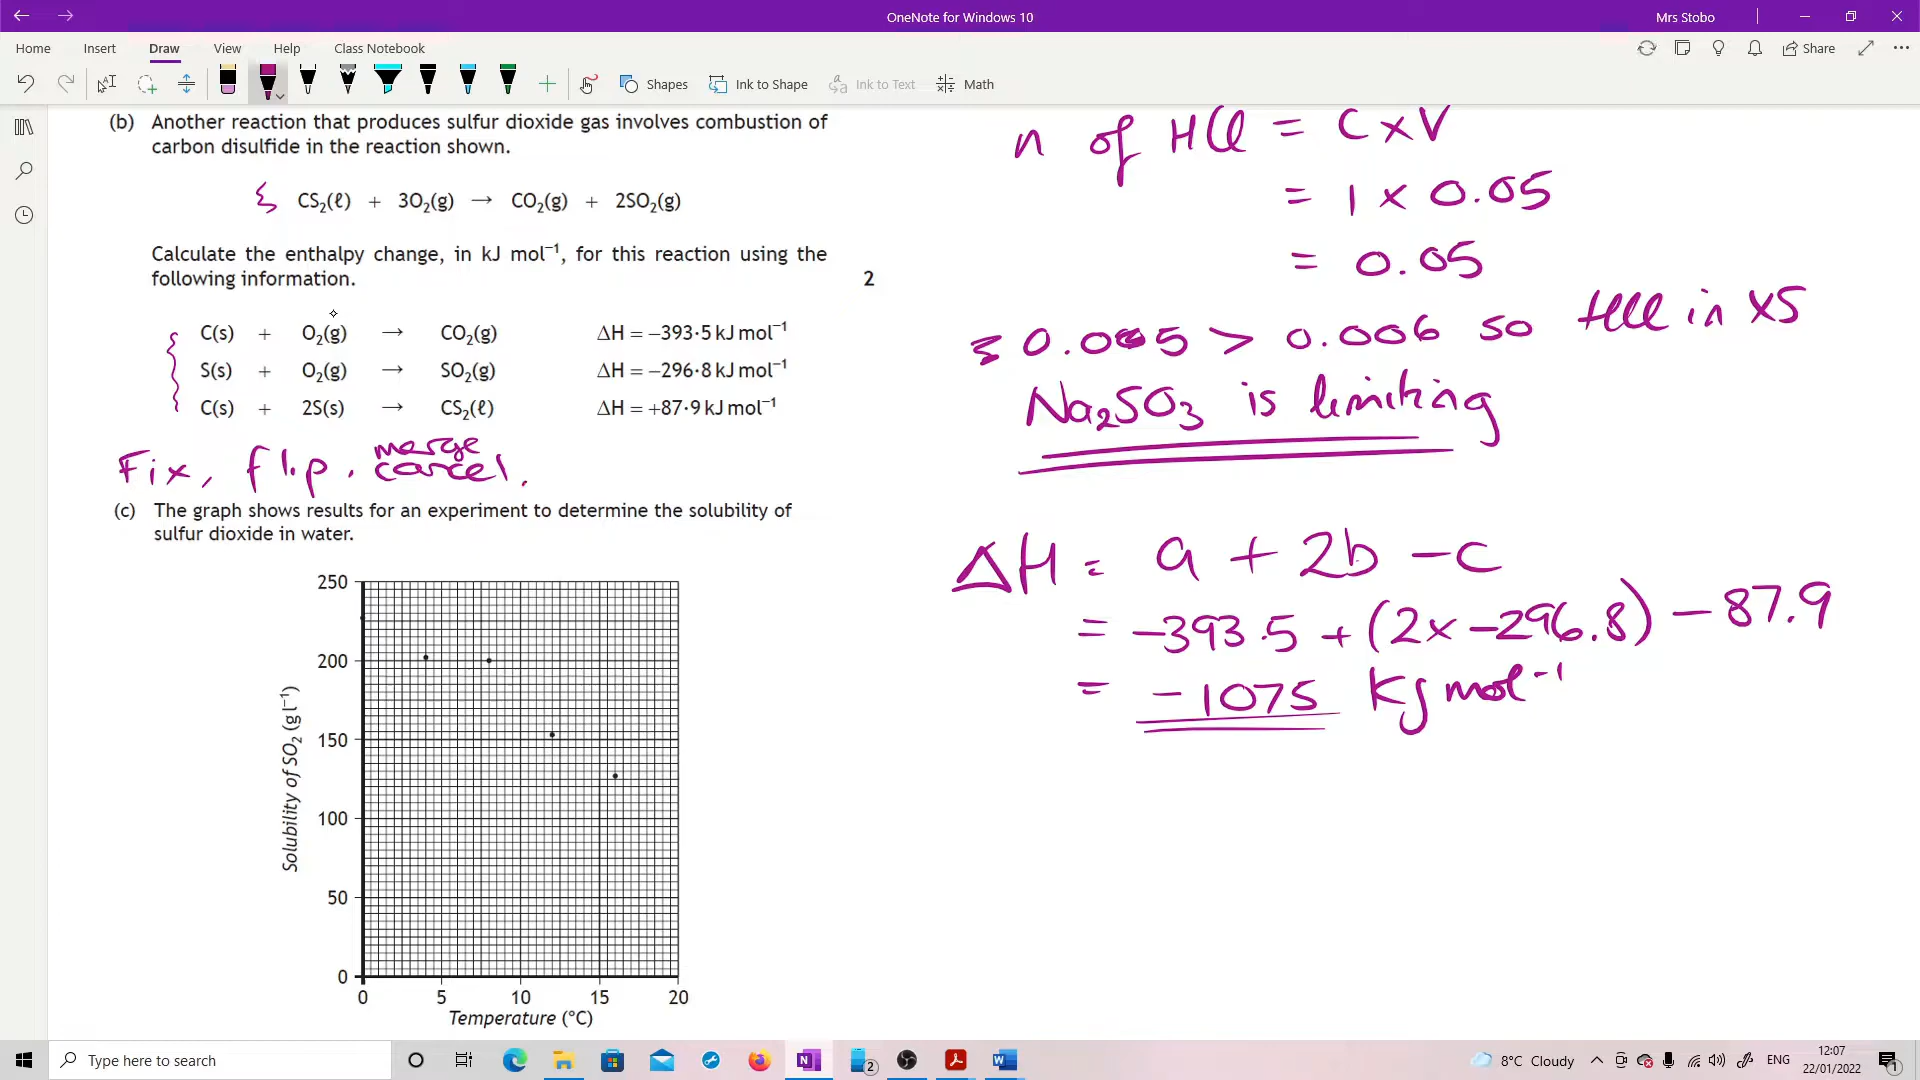 OneNote for Windows 10
Mrs Stobo
Home Insert Draw View Help Class Notebook
Share
Shapes Ink to Shape Ink to Text Math
(b) Another reaction that produces sulfur dioxide gas involves combustion of
carbon disulfide in the reaction shown.
CS₂(ℓ) + 3O₂(g) → CO₂(g) + 2SO₂(g)
Calculate the enthalpy change, in kJ mol⁻¹, for this reaction using the
following information. 2
C(s) + O₂(g) → CO₂(g) ΔH = −393·5 kJ mol⁻¹
S(s) + O₂(g) → SO₂(g) ΔH = −296·8 kJ mol⁻¹
C(s) + 2S(s) → CS₂(ℓ) ΔH = +87·9 kJ mol⁻¹
Fix, flip, merge
cancel.
(c) The graph shows results for an experiment to determine the solubility of
sulfur dioxide in water.
250
200
150
100
50
0
Solubility of SO₂ (g l⁻¹)
0 5 10 15 20
Temperature (°C)
n of HCl = C x V
= 1 x 0.05
= 0.05
0.05 > 0.006 so HCl in XS
Na₂SO₃ is limiting
ΔH = a + 2b - c
= -393.5 + (2x -296.8) - 87.9
= -1075 KJ mol⁻¹
Type here to search
2
8°C Cloudy
ENG
12:07
22/01/2022
1